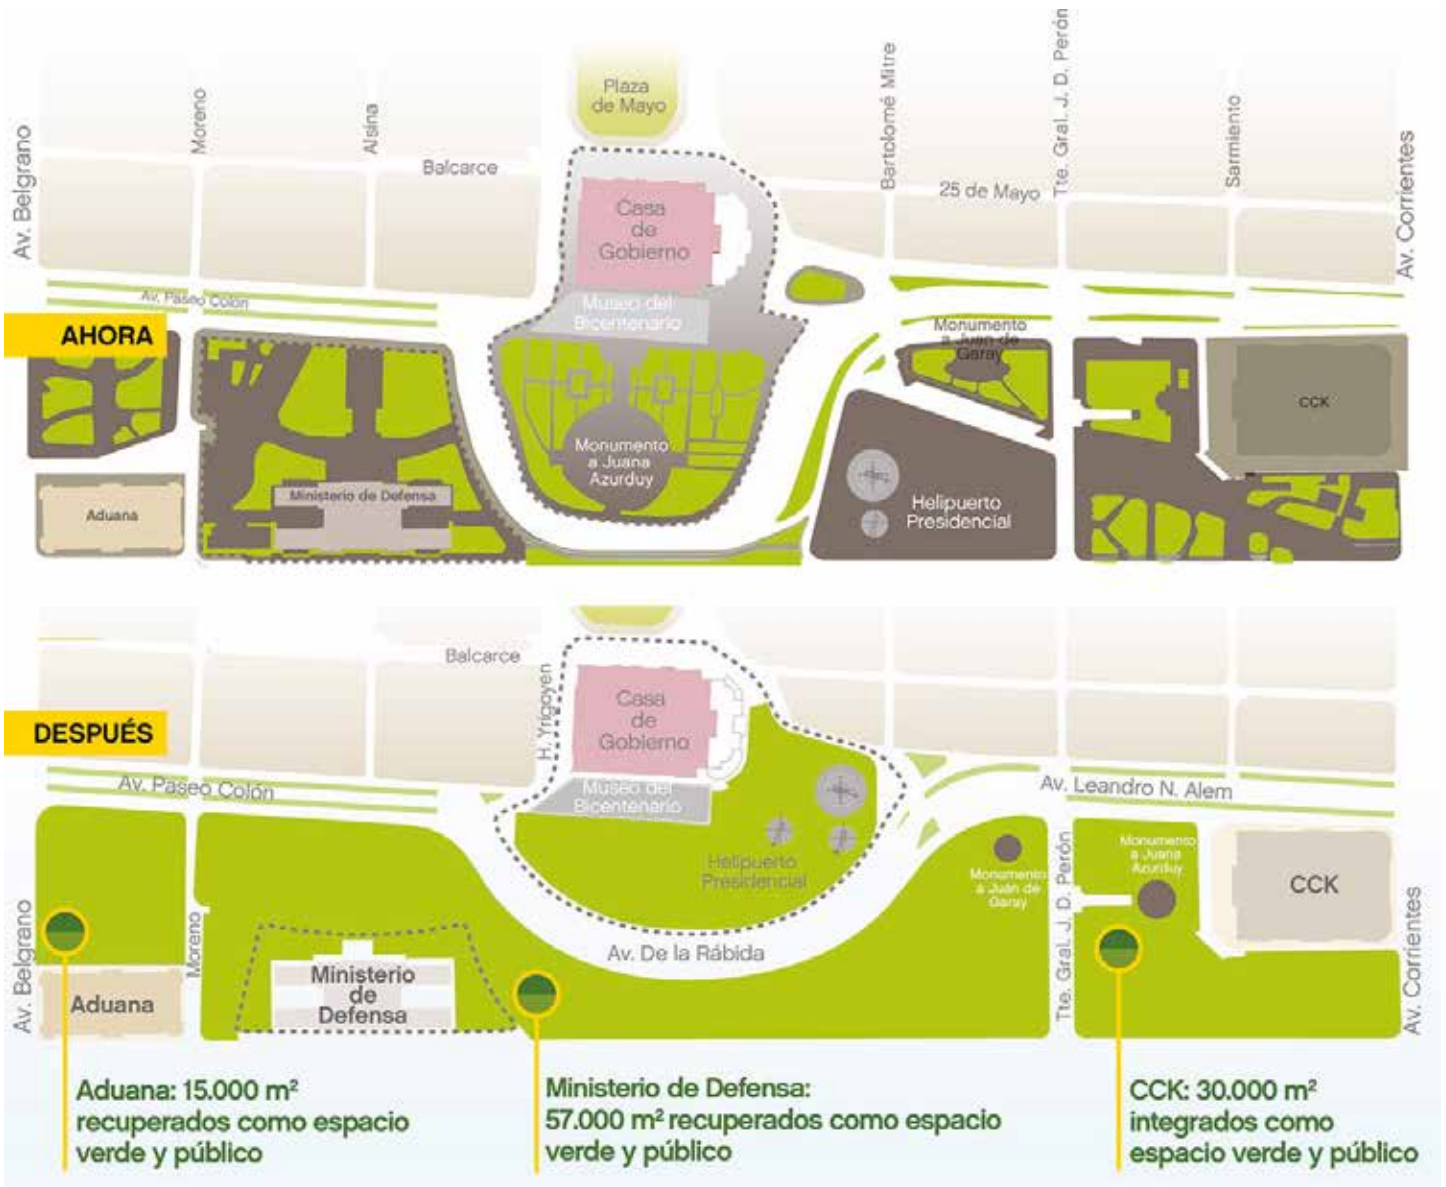 Plaza
de Mayo
Moreno
Alsina
Bartolomé Mitre
Tte. Gral. J. D. Perón
Sarmiento
Av. Corrientes
Av. Belgrano
Balcarce
25 de Mayo
Casa
de
Gobierno
Av. Paseo Colón
Museo del
Bicentenario
AHORA
Monumento
a Juan de
Garay
CCK
Monumento
a Juana
Azurduy
Ministerio de Defensa
Aduana
Helipuerto
Presidencial
Balcarce
H. Yrigoyen
Casa
de
Gobierno
DESPUÉS
Av. Paseo Colón
Museo del
Bicentenario
Av. Leandro N. Alem
Helipuerto
Presidencial
Monumento
a Juan de
Garay
Tte. Gral. J. D. Perón
Monumento
a Juana
Azurduy
CCK
Av. Belgrano
Moreno
Av. De la Rábida
Av. Corrientes
Aduana
Ministerio
de
Defensa
Aduana: 15.000 m²
recuperados como espacio
verde y público
Ministerio de Defensa:
57.000 m² recuperados como espacio
verde y público
CCK: 30.000 m²
integrados como
espacio verde y público